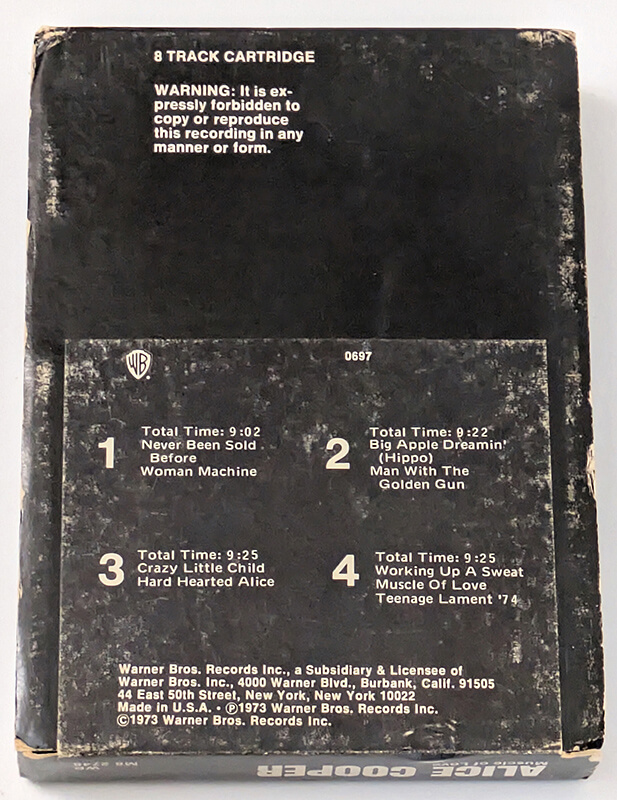 8 TRACK CARTRIDGE
WARNING: It is ex-
pressly forbidden to
copy or reproduce
this recording in any
manner or form.
WB
0697
1
Total Time: 9:02
Never Been Sold
Before
Woman Machine
2
Total Time: 9:22
Big Apple Dreamin'
(Hippo)
Man With The
Golden Gun
3
Total Time: 9:25
Crazy Little Child
Hard Hearted Alice
4
Total Time: 9:25
Working Up A Sweat
Muscle Of Love
Teenage Lament '74
Warner Bros. Records Inc., a Subsidiary & Licensee of
Warner Bros. Inc., 4000 Warner Blvd., Burbank, Calif. 91505
44 East 50th Street, New York, New York 10022
Made in U.S.A. • ℗1973 Warner Bros. Records Inc.
©1973 Warner Bros. Records Inc.
Muscle of Love
ALICE COOPER
WB
M8 2748